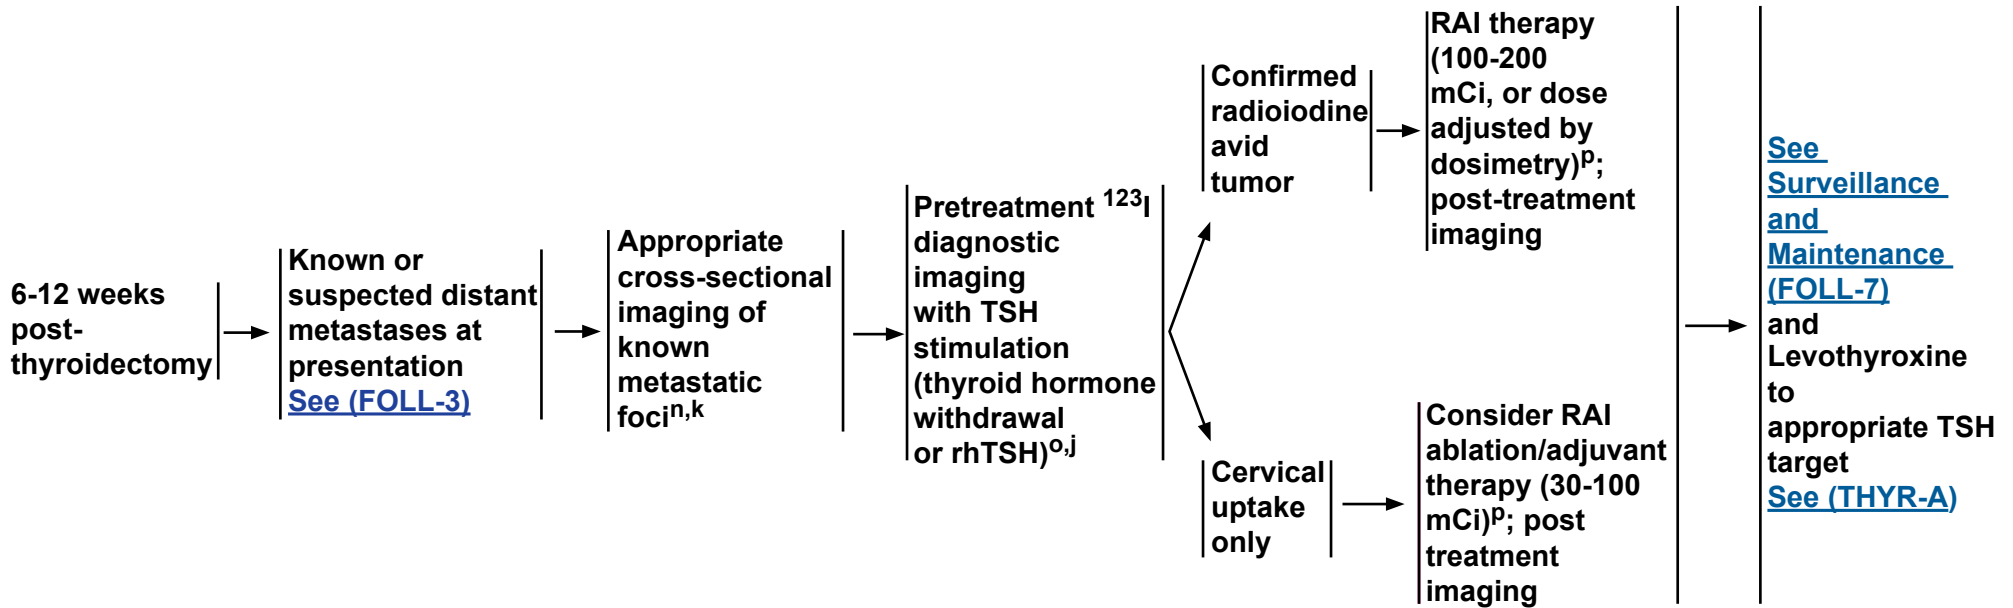 6-12 weeks
post-
thyroidectomy
Known or
suspected distant
metastases at
presentation
See (FOLL-3)
Appropriate
cross-sectional
imaging of
known
metastatic
foci^n,k
Pretreatment ^123I
diagnostic
imaging
with TSH
stimulation
(thyroid hormone
withdrawal
or rhTSH)^o,j
Confirmed
radioiodine
avid
tumor
RAI therapy
(100-200
mCi, or dose
adjusted by
dosimetry)^p;
post-treatment
imaging
Cervical
uptake
only
Consider RAI
ablation/adjuvant
therapy (30-100
mCi)^p; post
treatment
imaging
See
Surveillance
and
Maintenance
(FOLL-7)
and
Levothyroxine
to
appropriate TSH
target
See (THYR-A)